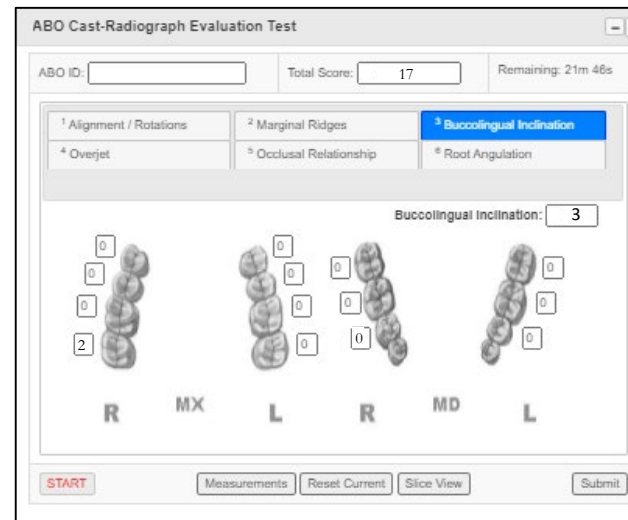 ABO Cast-Radiograph Evaluation Test
ABO ID: Total Score: 17 Remaining: 21m 46s
1 Alignment / Rotations 2 Marginal Ridges 3 Buccolingual Inclination
4 Overjet 5 Occlusal Relationship 6 Root Angulation
Buccolingual Inclination: 3
0 0 0 0
0 0 0 0
0 0 0 0
2 0
R MX L R MD L
START Measurements Reset Current Slice View Submit